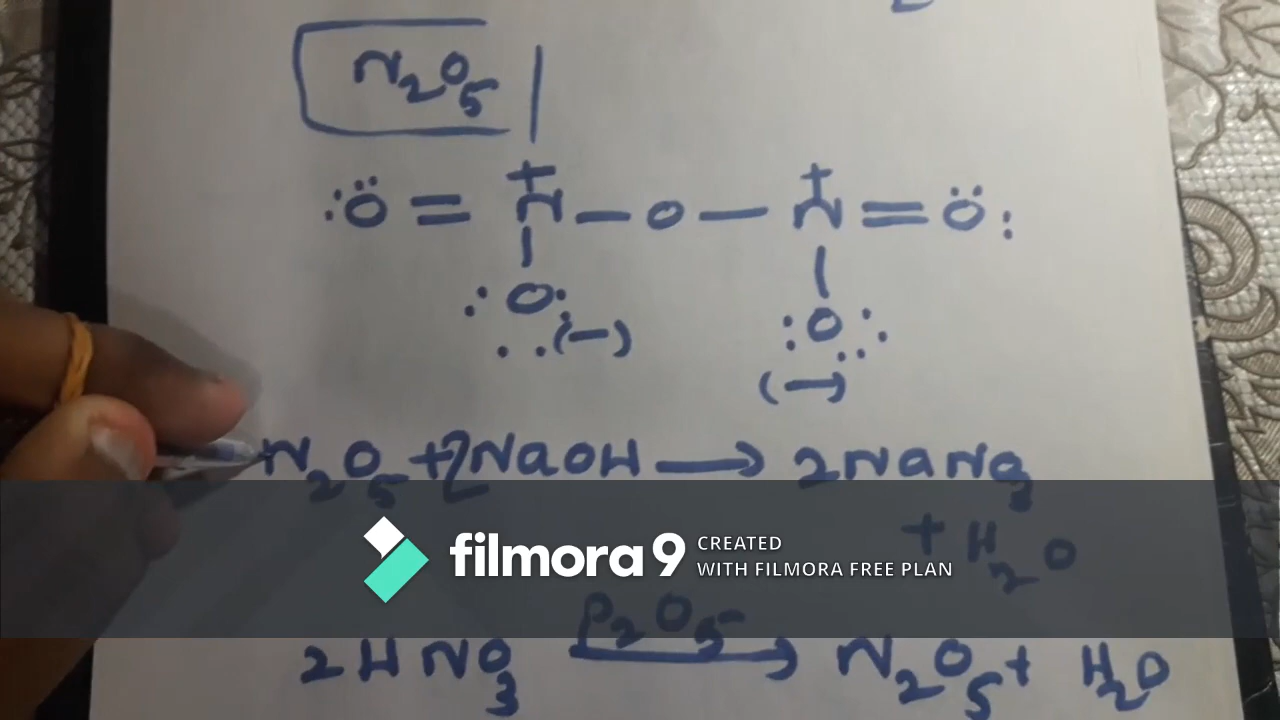 N₂O₅
:Ö = N⁺ — O — N⁺ = Ö:
O (−) O (−)
N₂O₅ + 2NaOH → 2NaNO₃
+ H₂O
filmora 9 CREATED
WITH FILMORA FREE PLAN
P₂O₅
2HNO₃ → N₂O₅ + H₂O